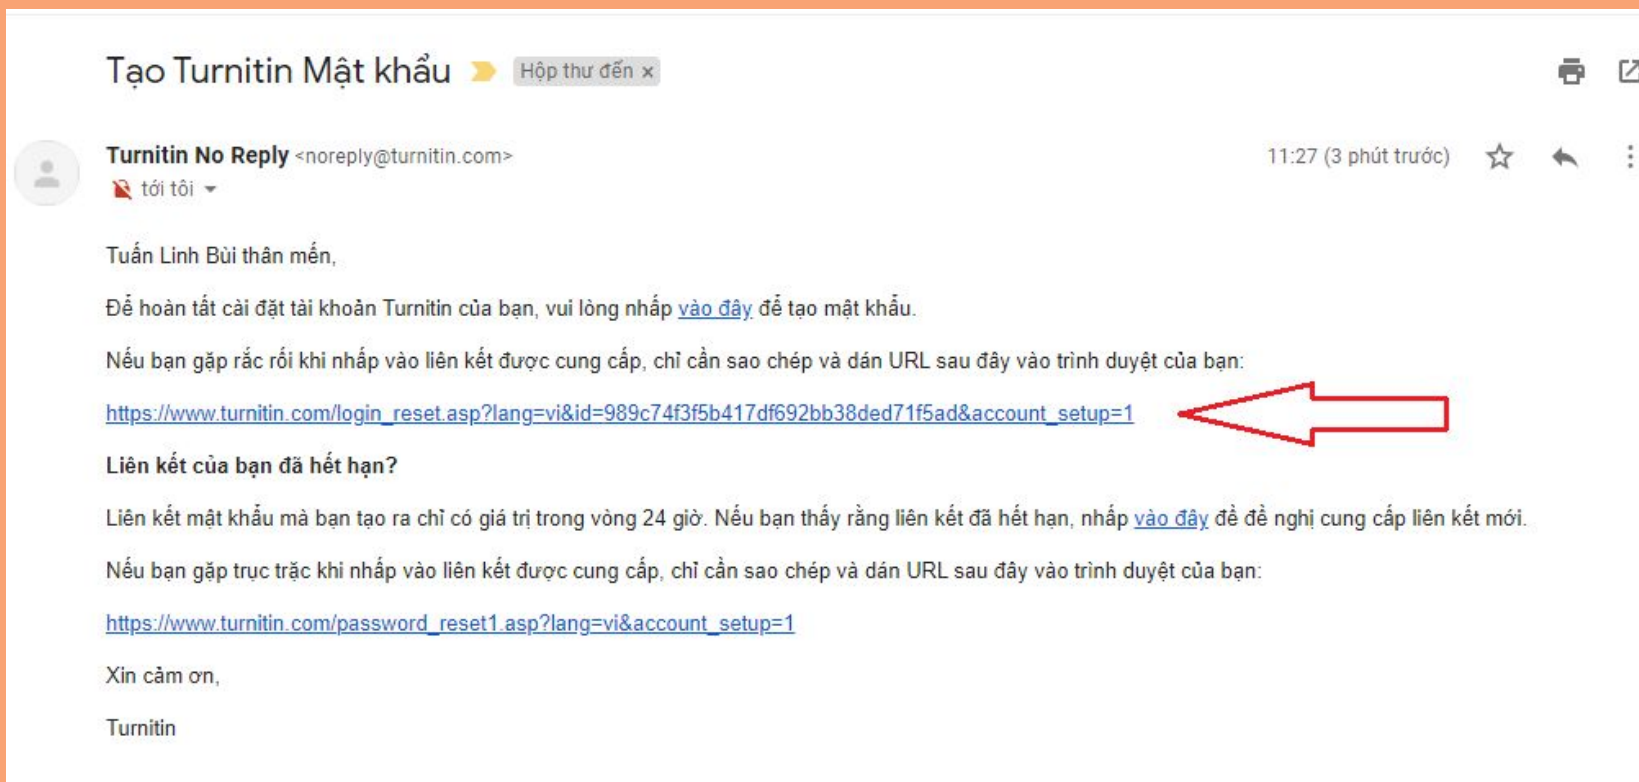 Tạo Turnitin Mật khẩu Hộp thư đến x
Turnitin No Reply <noreply@turnitin.com> 11:27 (3 phút trước)
tới tôi
Tuấn Linh Bùi thân mến,
Để hoàn tất cài đặt tài khoản Turnitin của bạn, vui lòng nhấp vào đây để tạo mật khẩu.
Nếu bạn gặp rắc rối khi nhấp vào liên kết được cung cấp, chỉ cần sao chép và dán URL sau đây vào trình duyệt của bạn:
https://www.turnitin.com/login_reset.asp?lang=vi&id=989c74f3f5b417df692bb38ded71f5ad&account_setup=1
Liên kết của bạn đã hết hạn?
Liên kết mật khẩu mà bạn tạo ra chỉ có giá trị trong vòng 24 giờ. Nếu bạn thấy rằng liên kết đã hết hạn, nhấp vào đây để đề nghị cung cấp liên kết mới.
Nếu bạn gặp trục trặc khi nhấp vào liên kết được cung cấp, chỉ cần sao chép và dán URL sau đây vào trình duyệt của bạn:
https://www.turnitin.com/password_reset1.asp?lang=vi&account_setup=1
Xin cảm ơn,
Turnitin